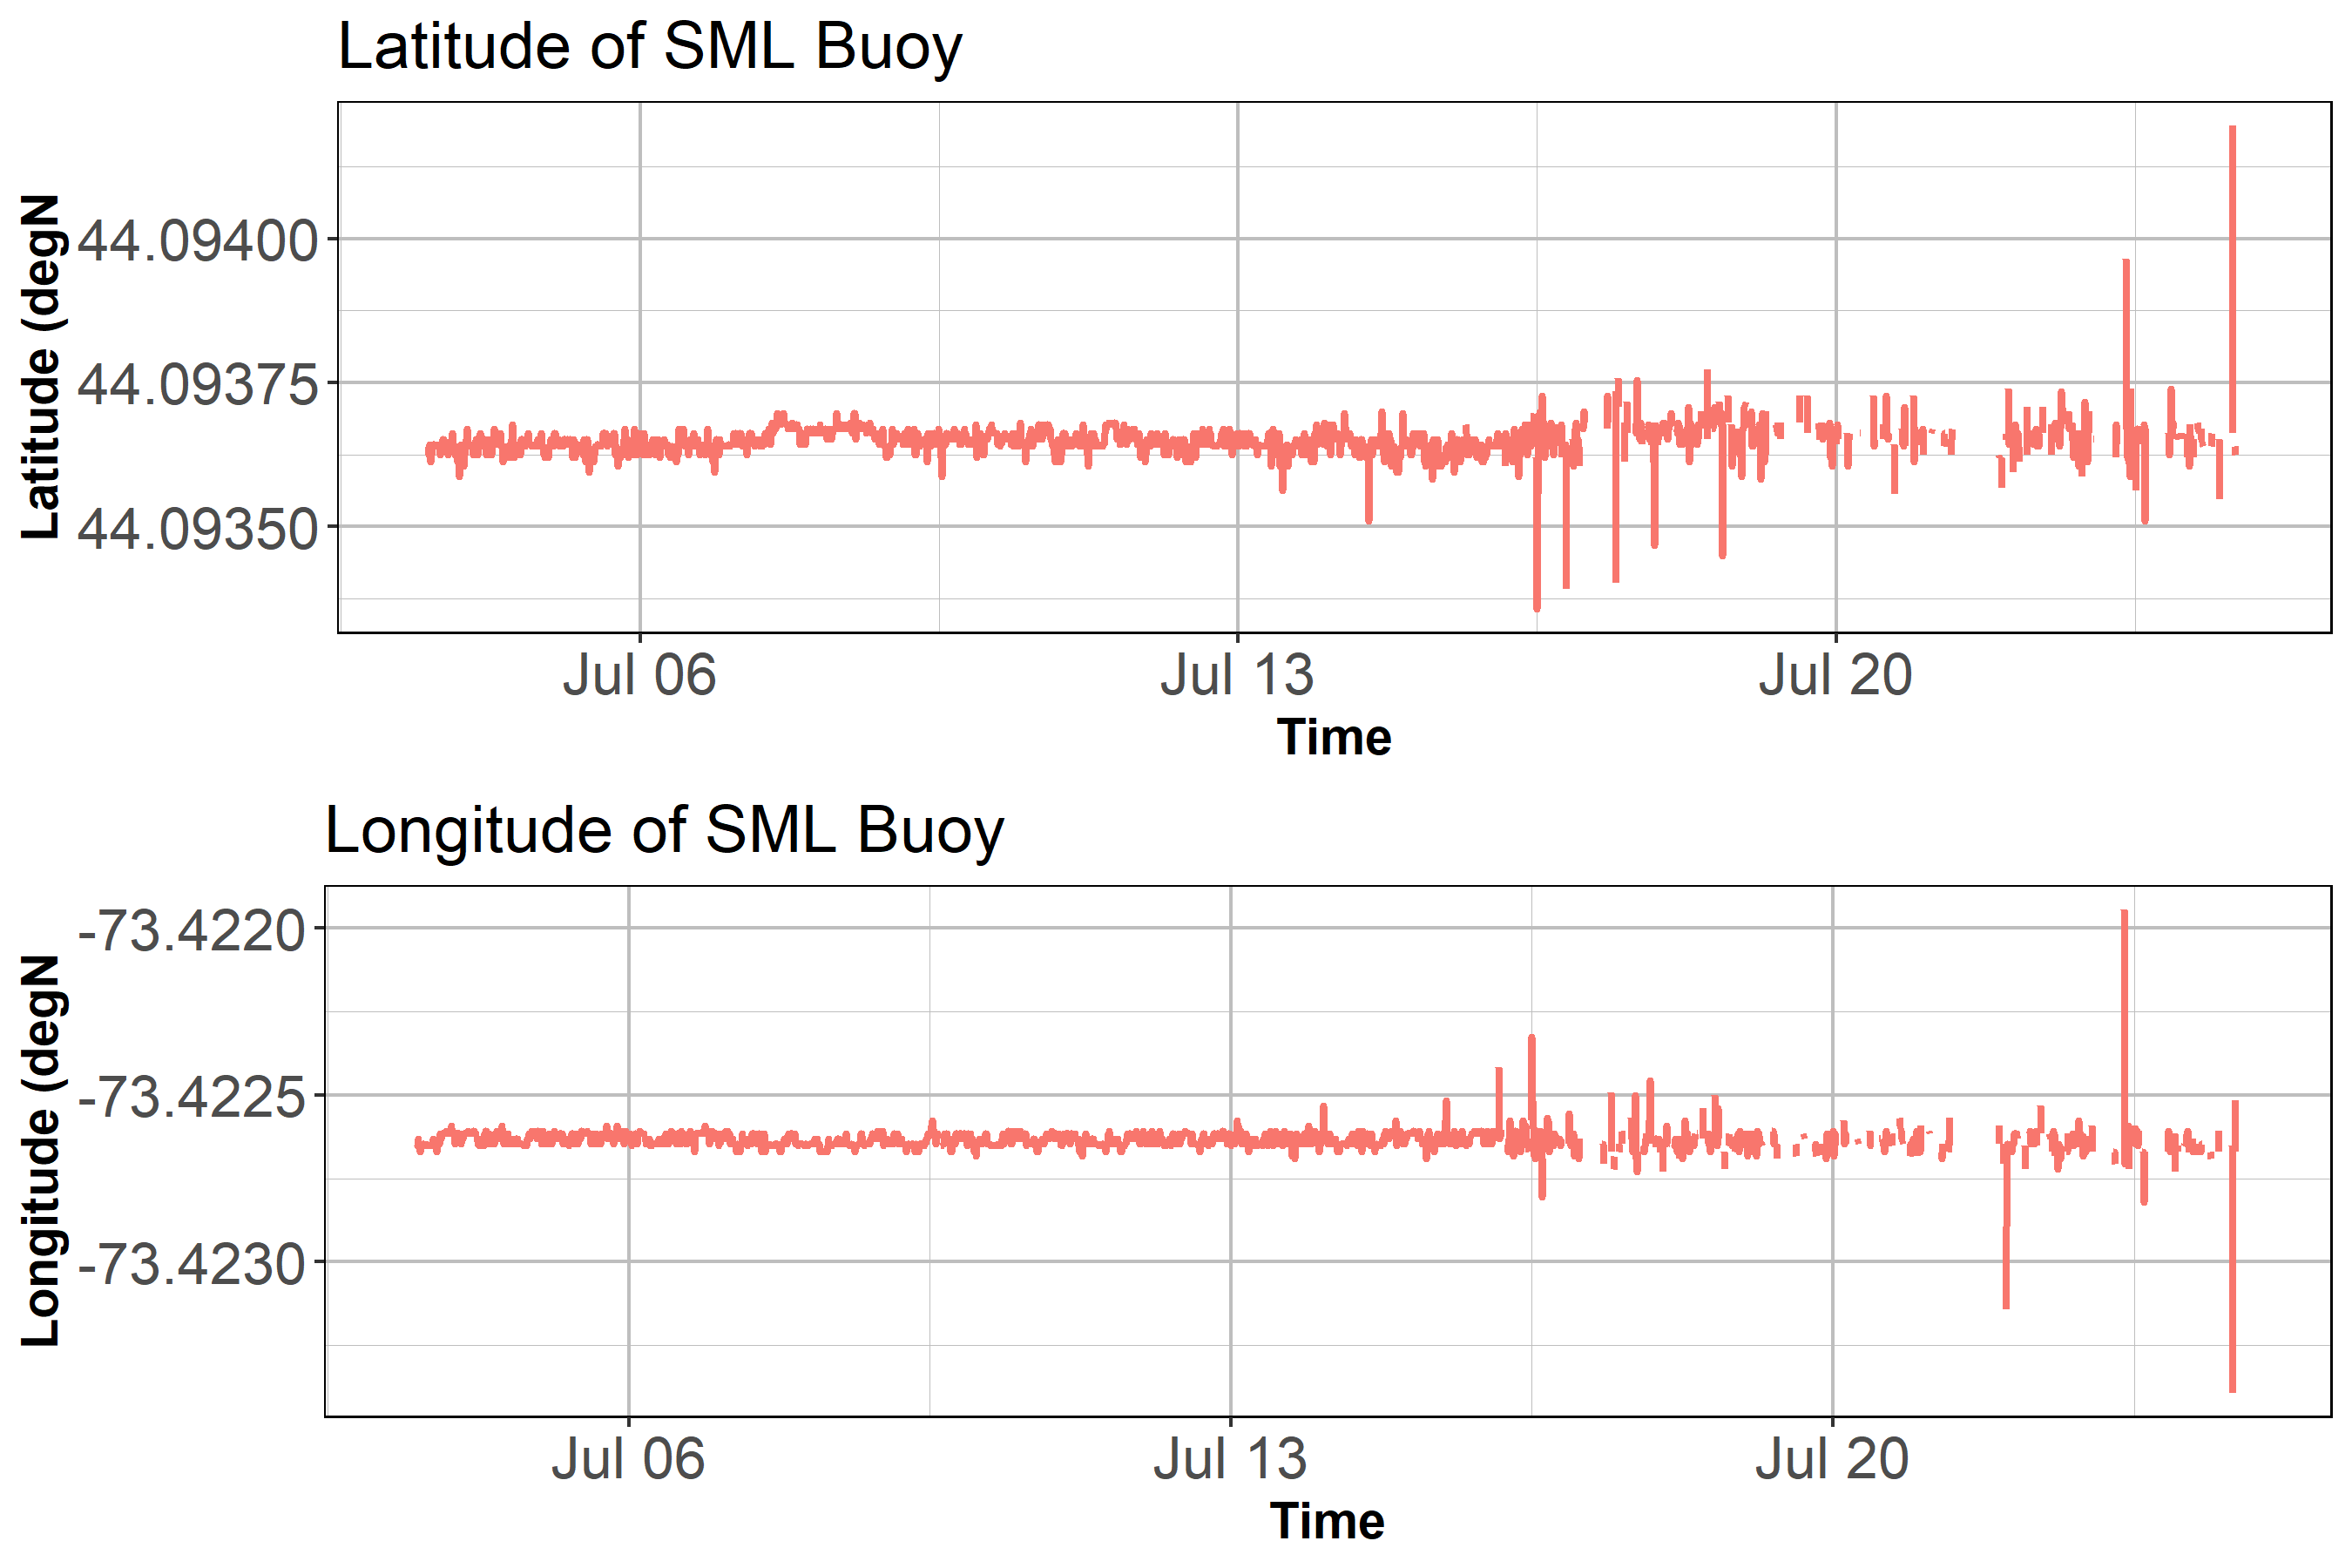 Latitude of SML Buoy
Latitude (degN
44.09400
44.09375
44.09350
Jul 06
Jul 13
Jul 20
Time
Longitude of SML Buoy
Longitude (degN
-73.4220
-73.4225
-73.4230
Jul 06
Jul 13
Jul 20
Time